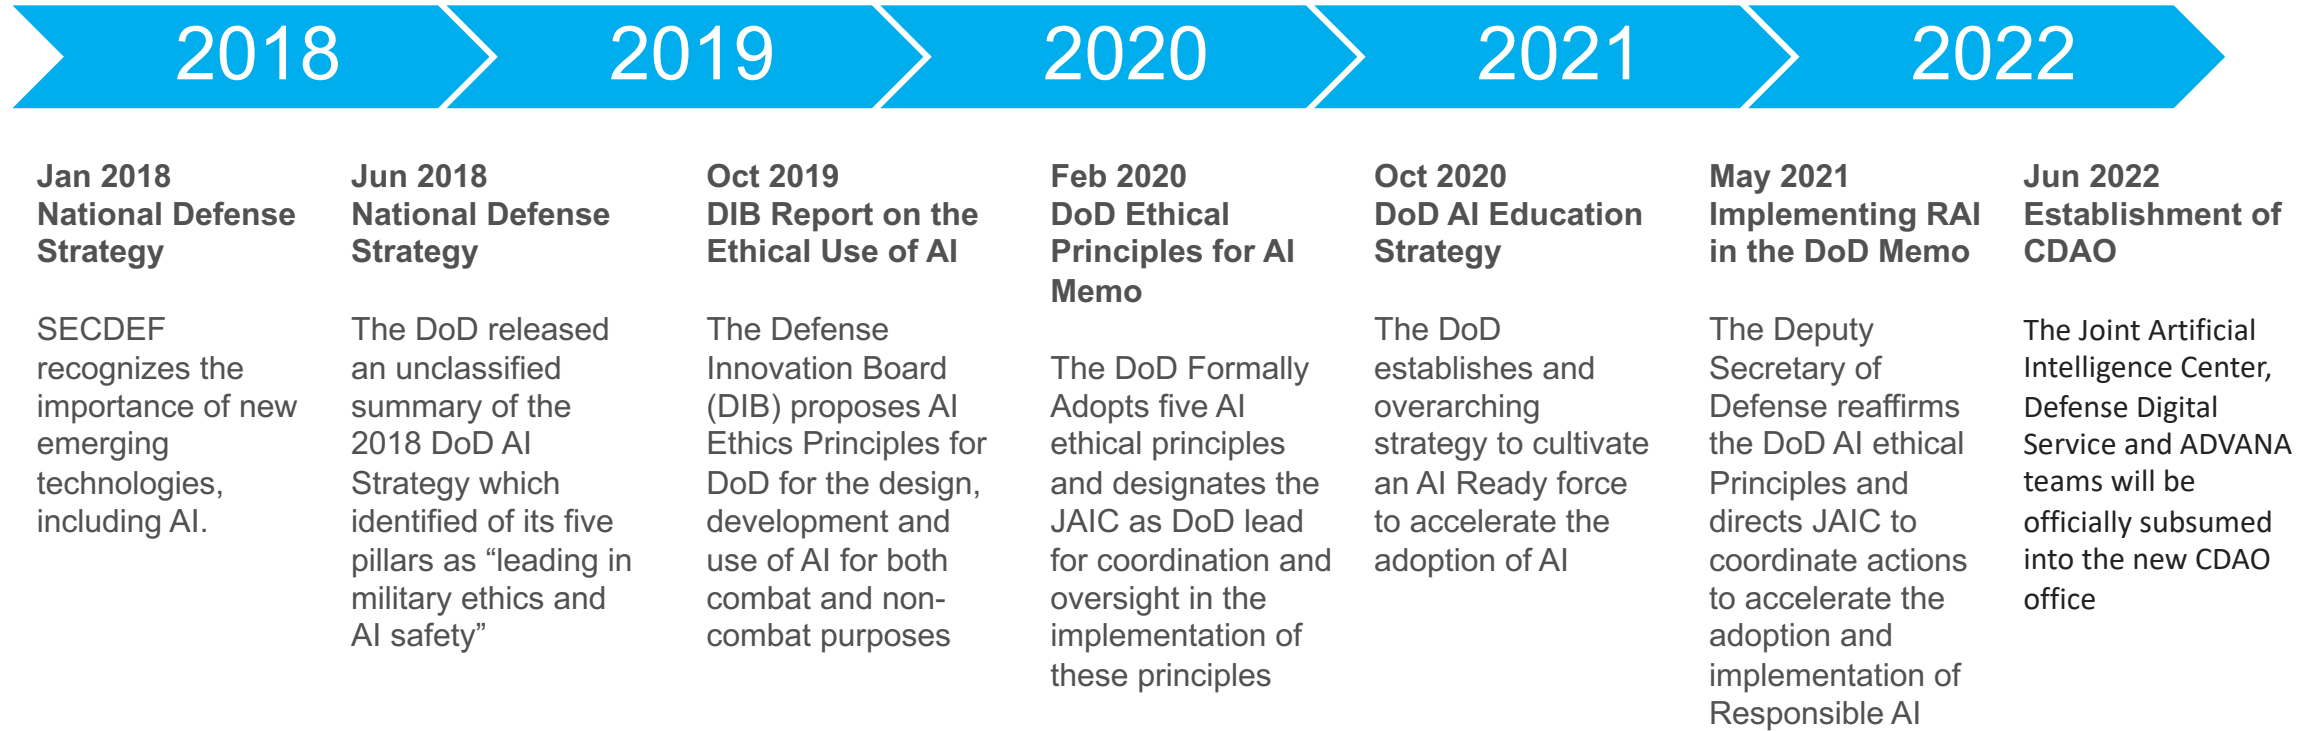 2018
2019
2020
2021
2022
Jan 2018
National Defense
Strategy
SECDEF
recognizes the
importance of new
emerging
technologies,
including AI.
Jun 2018
National Defense
Strategy
The DoD released
an unclassified
summary of the
2018 DoD AI
Strategy which
identified of its five
pillars as “leading in
military ethics and
AI safety”
Oct 2019
DIB Report on the
Ethical Use of AI
The Defense
Innovation Board
(DIB) proposes AI
Ethics Principles for
DoD for the design,
development and
use of AI for both
combat and non-
combat purposes
Feb 2020
DoD Ethical
Principles for AI
Memo
The DoD Formally
Adopts five AI
ethical principles
and designates the
JAIC as DoD lead
for coordination and
oversight in the
implementation of
these principles
Oct 2020
DoD AI Education
Strategy
The DoD
establishes and
overarching
strategy to cultivate
an AI Ready force
to accelerate the
adoption of AI
May 2021
Implementing RAI
in the DoD Memo
The Deputy
Secretary of
Defense reaffirms
the DoD AI ethical
Principles and
directs JAIC to
coordinate actions
to accelerate the
adoption and
implementation of
Responsible AI
Jun 2022
Establishment of
CDAO
The Joint Artificial
Intelligence Center,
Defense Digital
Service and ADVANA
teams will be
officially subsumed
into the new CDAO
office